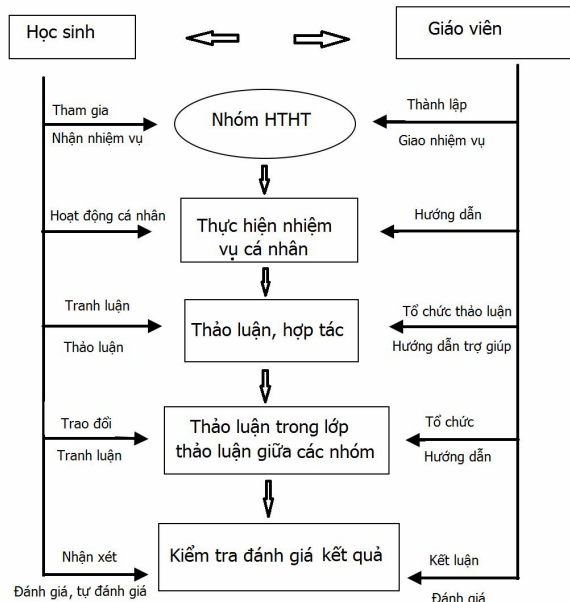 Học sinh
Giáo viên
Tham gia
Nhận nhiệm vụ
Nhóm HTHT
Thành lập
Giao nhiệm vụ
Hoạt động cá nhân
Thực hiện nhiệm
vụ cá nhân
Hướng dẫn
Tranh luận
Thảo luận
Thảo luận, hợp tác
Tổ chức thảo luận
Hướng dẫn trợ giúp
Trao đổi
Tranh luận
Thảo luận trong lớp
thảo luận giữa các nhóm
Tổ chức
Hướng dẫn
Nhận xét
Đánh giá, tự đánh giá
Kiểm tra đánh giá kết quả
Kết luận
Đánh giá